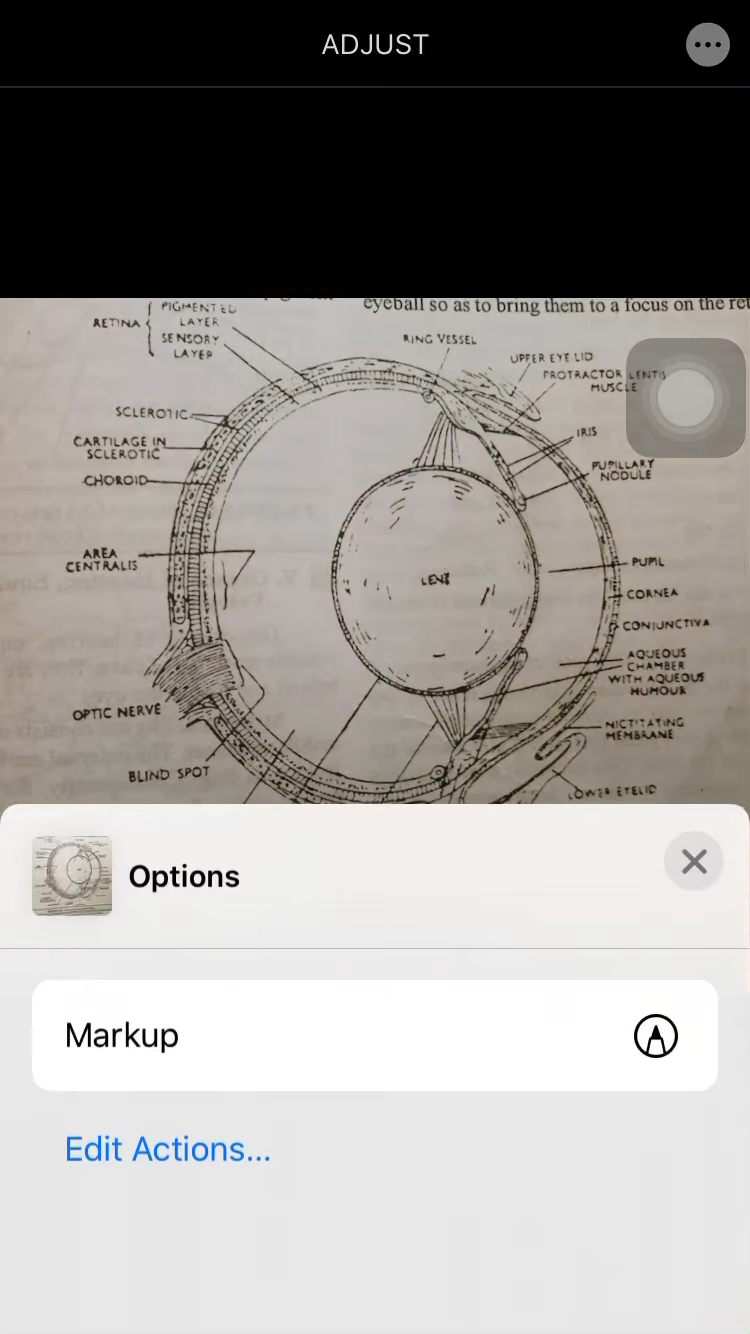 ADJUST
eyeball so as to bring them to a focus on the ret
RETINA
PIGMENTED
LAYER
SENSORY
LAYER
RING VESSEL
UPPER EYE LID
PROTRACTOR LENTIS
MUSCLE
SCLEROTIC
IRIS
CARTILAGE IN
SCLEROTIC
PUPILLARY
NODULE
CHOROID
AREA
CENTRALIS
PUPIL
LENS
CORNEA
CONJUNCTIVA
AQUEOUS
CHAMBER
WITH AQUEOUS
HUMOUR
OPTIC NERVE
NICTITATING
MEMBRANE
BLIND SPOT
LOWER EYELID
Options
Markup
Edit Actions...